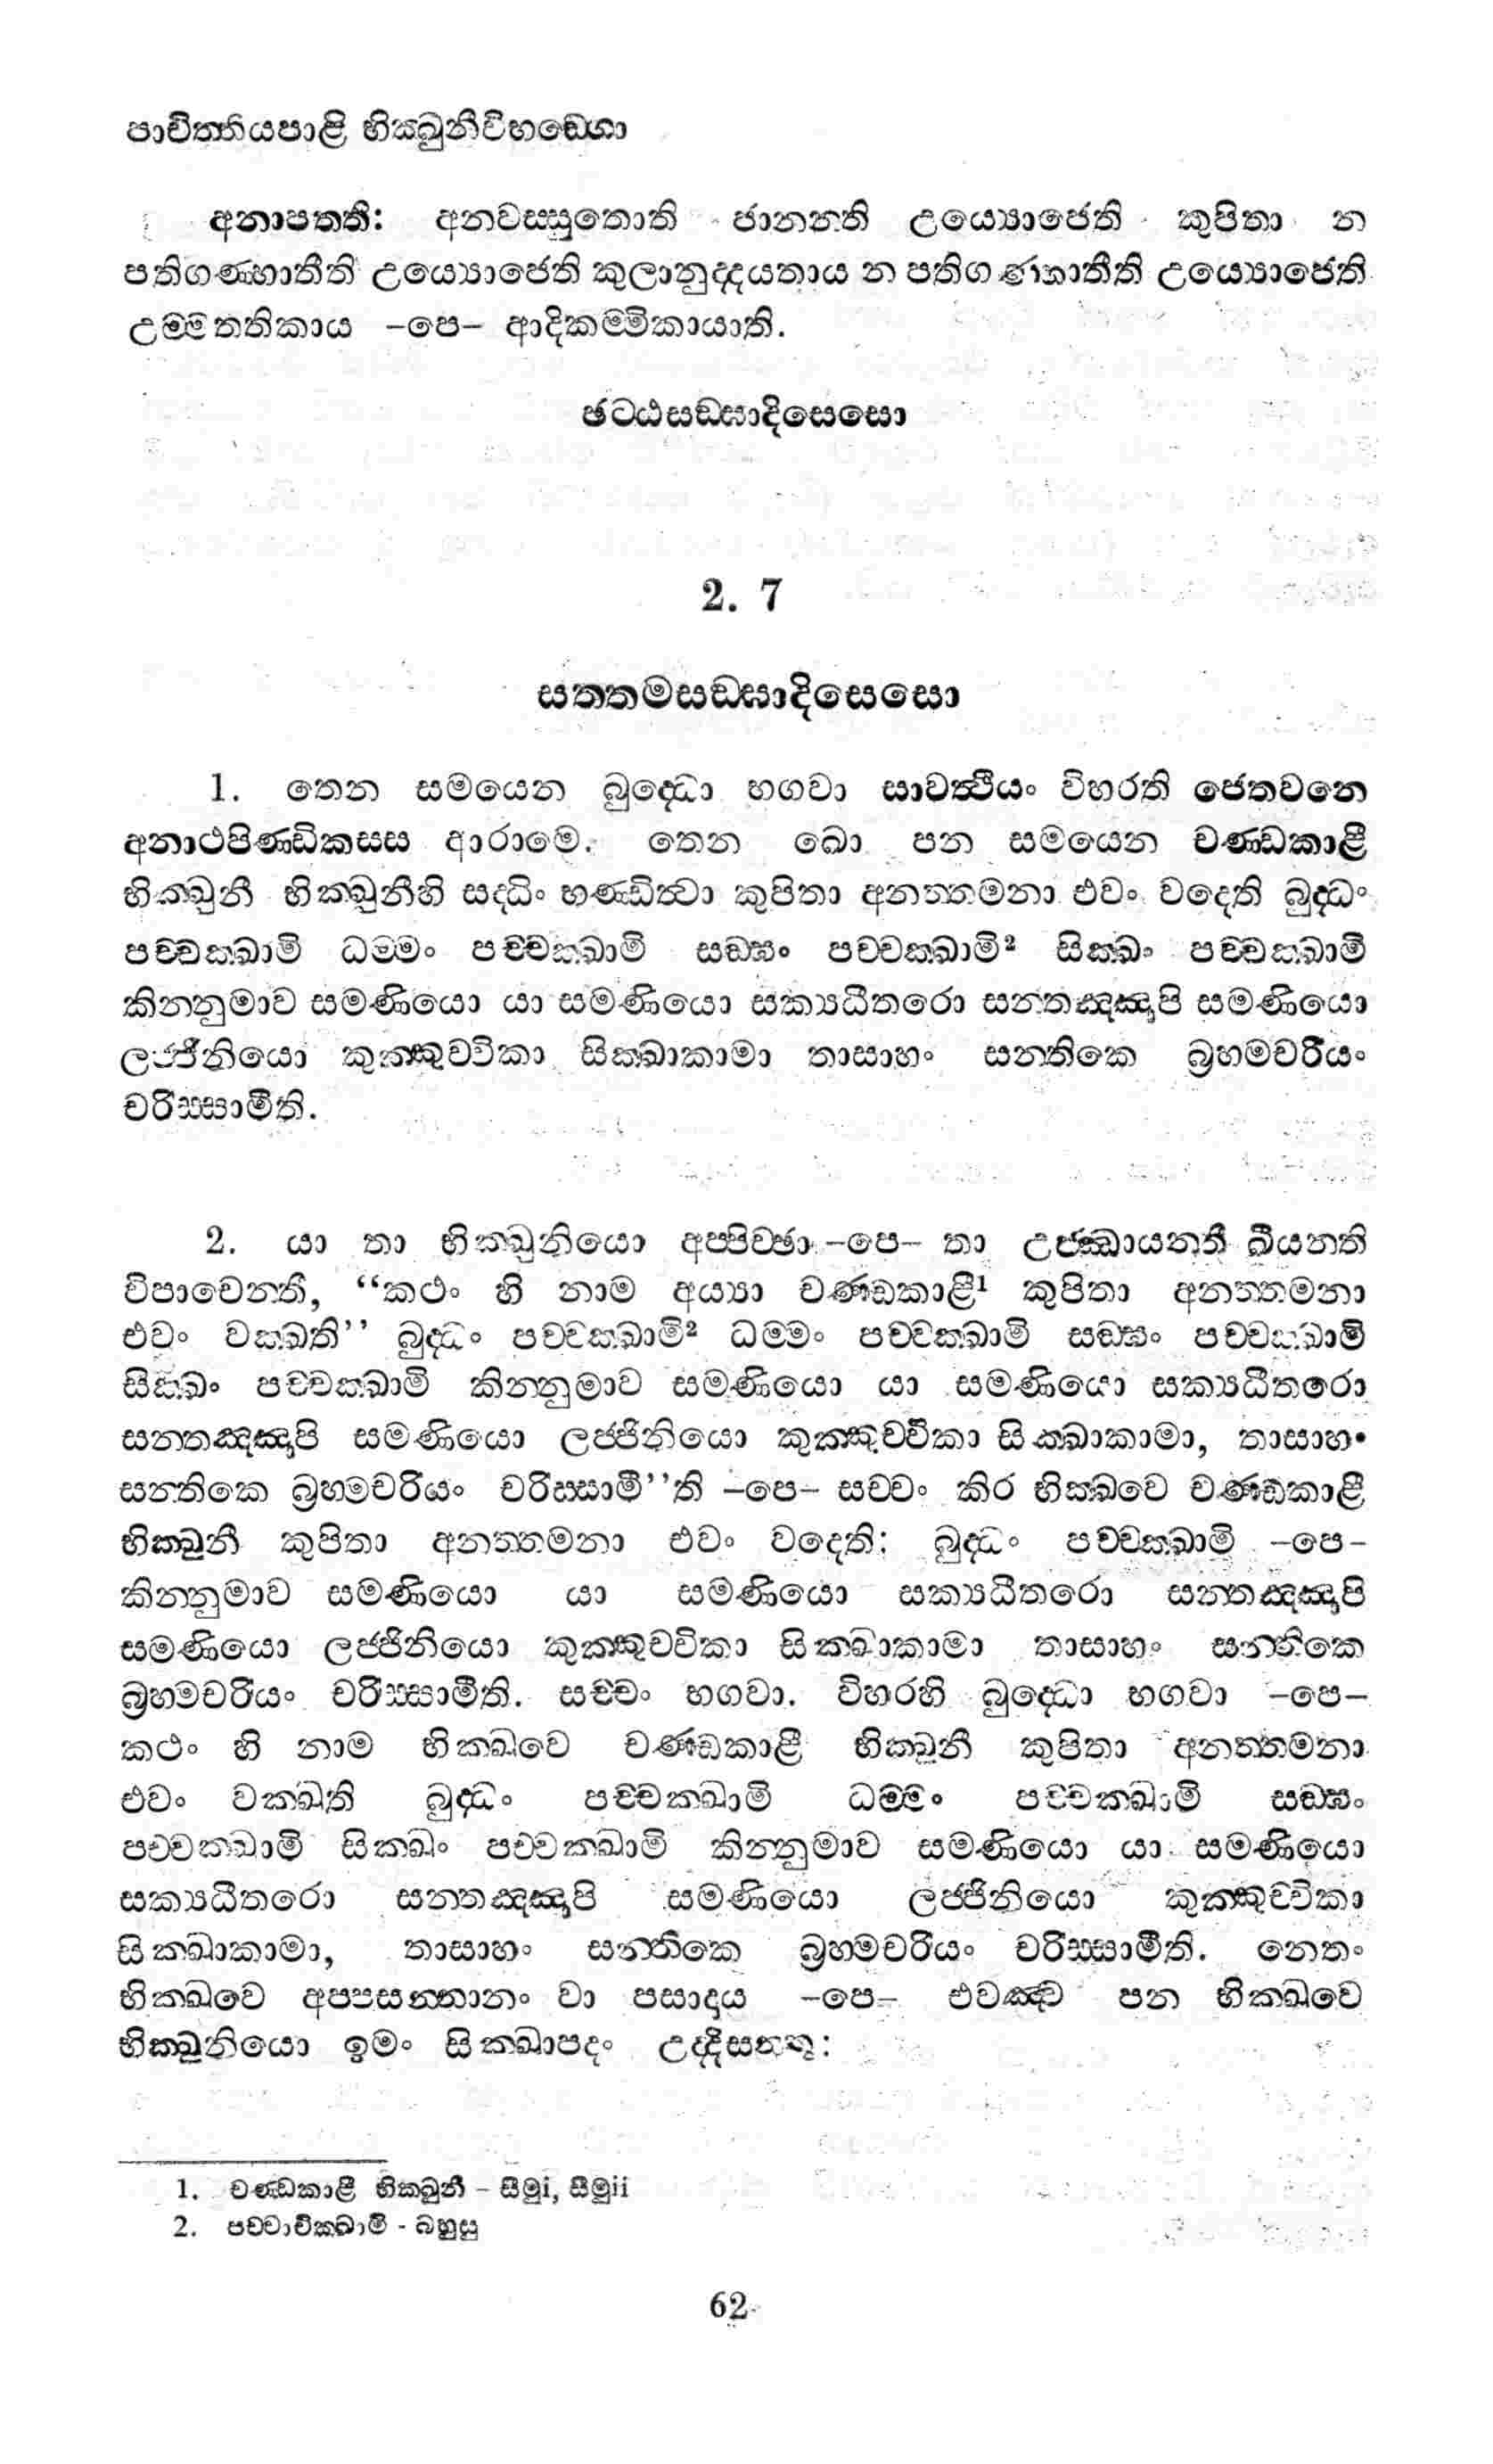 පාචිත්තියපාළි භික්ඛුනීවිභඞ්ගො
අනාපත්ති: අනවස්සුතොති ජානන්ති උය්‍යොජෙති කුපිතා න
පතිගණ්හාතීති උය්‍යොජෙති කුලානුද්දයතාය න පතිගණ්හාතීති උය්‍යොජෙති
උම්මත්තිකාය –පෙ– ආදිකම්මිකායාති.
ඡට්ඨසඞ්ඝාදිසෙසො
2. 7
සත්තමසඞ්ඝාදිසෙසො
1. තෙන සමයෙන බුද්ධො භගවා සාවත්ථියං විහරති ජෙතවනෙ
අනාථපිණ්ඩිකස්ස ආරාමෙ. තෙන ඛො පන සමයෙන චණ්ඩකාළී
භික්ඛුනී භික්ඛුනීහි සද්ධිං භණ්ඩිත්වා කුපිතා අනත්තමනා එවං වදෙති බුද්ධං
පච්චක්ඛාමි ධම්මං පච්චක්ඛාමි සඞ්ඝං පච්චක්ඛාමි² සික්ඛං පච්චක්ඛාමි
කින්නුමාව සමණියො යා සමණියො සක්‍යධීතරො සන්තඤ්ඤාපි සමණියො
ලජ්ජිනියො කුක්කුච්චිකා සික්ඛාකාමා තාසාහං සන්තිකෙ බ්‍රහ්මචරියං
චරිස්සාමීති.
2. යා තා භික්ඛුනියො අප්පිච්ඡා –පෙ– තා උජ්ඣායන්ති ඛීයන්ති
විපාචෙන්ති, “කථං හි නාම අය්‍යා චණ්ඩකාළී¹ කුපිතා අනත්තමනා
එවං වක්ඛති’’ බුද්ධං පච්චක්ඛාමි² ධම්මං පච්චක්ඛාමි සඞ්ඝං පච්චක්ඛාමි
සික්ඛං පච්චක්ඛාමි කින්නුමාව සමණියො යා සමණියො සක්‍යධීතරො
සන්තඤ්ඤාපි සමණියො ලජ්ජිනියො කුක්කුච්චිකා සික්ඛාකාමා, තාසාහං
සන්තිකෙ බ්‍රහ්මචරියං චරිස්සාමී’’ති –පෙ– සච්චං කිර භික්ඛවෙ චණ්ඩකාළී
භික්ඛුනී කුපිතා අනත්තමනා එවං වදෙති: බුද්ධං පච්චක්ඛාමි –පෙ–
කින්නුමාව සමණියො යා සමණියො සක්‍යධීතරො සන්තඤ්ඤාපි
සමණියො ලජ්ජිනියො කුක්කුච්චිකා සික්ඛාකාමා තාසාහං සන්තිකෙ
බ්‍රහ්මචරියං චරිස්සාමීති. සච්චං භගවා. විහරහි බුද්ධො භගවා –පෙ–
කථං හි නාම භික්ඛවෙ චණ්ඩකාළී භික්ඛුනී කුපිතා අනත්තමනා
එවං වක්ඛති බුද්ධං පච්චක්ඛාමි ධම්මං පච්චක්ඛාමි සඞ්ඝං
පච්චක්ඛාමි සික්ඛං පච්චක්ඛාමි කින්නුමාව සමණියො යා සමණියො
සක්‍යධීතරො සන්තඤ්ඤාපි සමණියො ලජ්ජිනියො කුක්කුච්චිකා
සික්ඛාකාමා, තාසාහං සන්තිකෙ බ්‍රහ්මචරියං චරිස්සාමීති. නෙතං
භික්ඛවෙ අප්පසන්නානං වා පසාදාය –පෙ– එවඤ්ච පන භික්ඛවෙ
භික්ඛුනියො ඉමං සික්ඛාපදං උද්දිසන්තු:
1. චණ්ඩකාළී භික්ඛුනී – සීමුi, සීමුii
2. පච්චාචික්ඛාමි - බහුසු
62